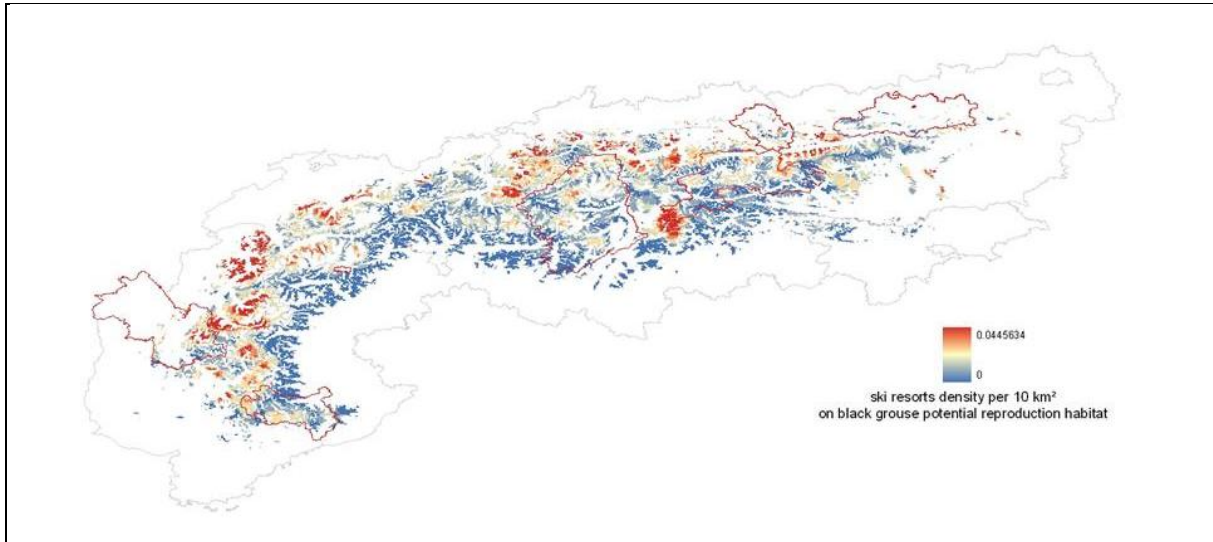 0.0445634
0
ski resorts density per 10 km²
on black grouse potential reproduction habitat